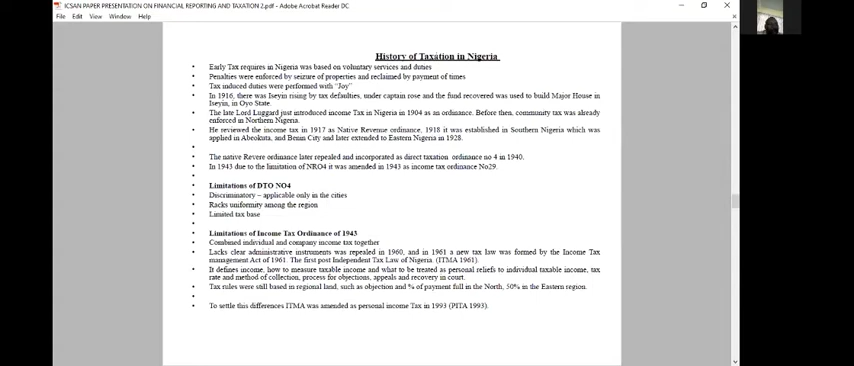 ICSAN PAPER PRESENTATION ON FINANCIAL REPORTING AND TAXATION 2.pdf - Adobe Acrobat Reader DC
File Edit View Window Help
History of Taxation in Nigeria
• Early Tax requires in Nigeria was based on voluntary services and duties
• Penalties were enforced by seizure of properties and reclaimed by payment of times
• Tax induced duties were performed with "Joy"
• In 1916, there was Iseyin rising by tax defaulties, under captain rose and the fund recovered was used to build Major House in
Iseyin, in Oyo State.
• The late Lord Luggard just introduced income Tax in Nigeria in 1904 as an ordinance. Before then, community tax was already
enforced in Northern Nigeria.
• He reviewed the income tax in 1917 as Native Revenue ordinance, 1918 it was established in Southern Nigeria which was
applied in Abeokuta, and Benin City and later extended to Eastern Nigeria in 1928.
•
• The native Revere ordinance later repealed and incorporated as direct taxation ordinance no 4 in 1940.
• In 1943 due to the limitation of NRO4 it was amended in 1943 as income tax ordinance No29.
•
• Limitations of DTO NO4
• Discriminatory – applicable only in the cities
• Racks uniformity among the region
• Limited tax base
•
• Limitations of Income Tax Ordinance of 1943
• Combined individual and company income tax together
• Lacks clear administrative instruments was repealed in 1960, and in 1961 a new tax law was formed by the Income Tax
management Act of 1961. The first post Independent Tax Law of Nigeria. (ITMA 1961).
• It defines income, how to measure taxable income and what to be treated as personal reliefs to individual taxable income, tax
rate and method of collection, process for objections, appeals and recovery in court.
• Tax rules were still based in regional land, such as objection and % of payment full in the North, 50% in the Eastern region.
•
• To settle this differences ITMA was amended as personal income Tax in 1993 (PITA 1993).